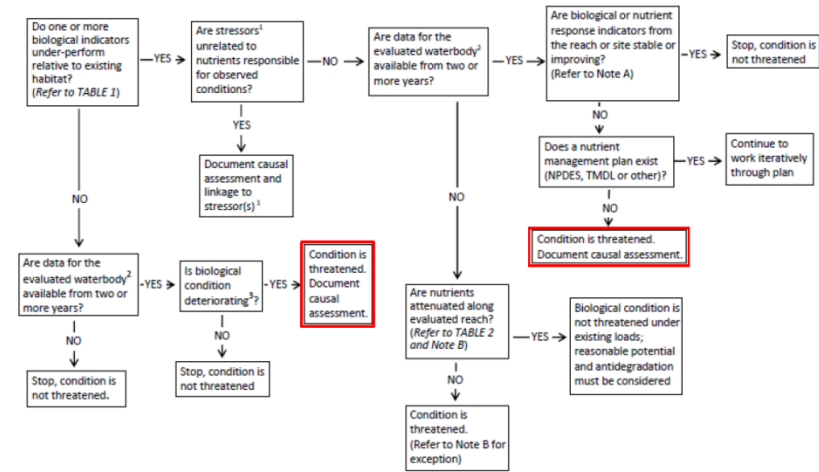 Do one or more
biological indicators
under-perform
relative to existing
habitat?
(Refer to TABLE 1)
YES
Are stressors¹
unrelated to
nutrients responsible
for observed
conditions?
NO
Are data for the
evaluated waterbody²
available from two or
more years?
YES
Are biological or nutrient
response indicators from
the reach or site stable or
improving?
(Refer to Note A)
YES
Stop, condition is
not threatened
YES
Document causal
assessment and
linkage to
stressor(s) ¹
NO
Does a nutrient
management plan exist
(NPDES, TMDL or other)?
YES
Continue to
work iteratively
through plan
NO
Condition is threatened.
Document causal assessment.
NO
Are data for the
evaluated waterbody²
available from two or
more years?
YES
Is biological
condition
deteriorating³?
YES
Condition is
threatened.
Document
causal
assessment.
NO
Stop, condition is
not threatened.
NO
Stop, condition is
not threatened
NO
Are nutrients
attenuated along
evaluated reach?
(Refer to TABLE 2
and Note B)
YES
Biological condition is
not threatened under
existing loads;
reasonable potential
and antidegradation
must be considered
NO
Condition is
threatened.
(Refer to Note B for
exception)